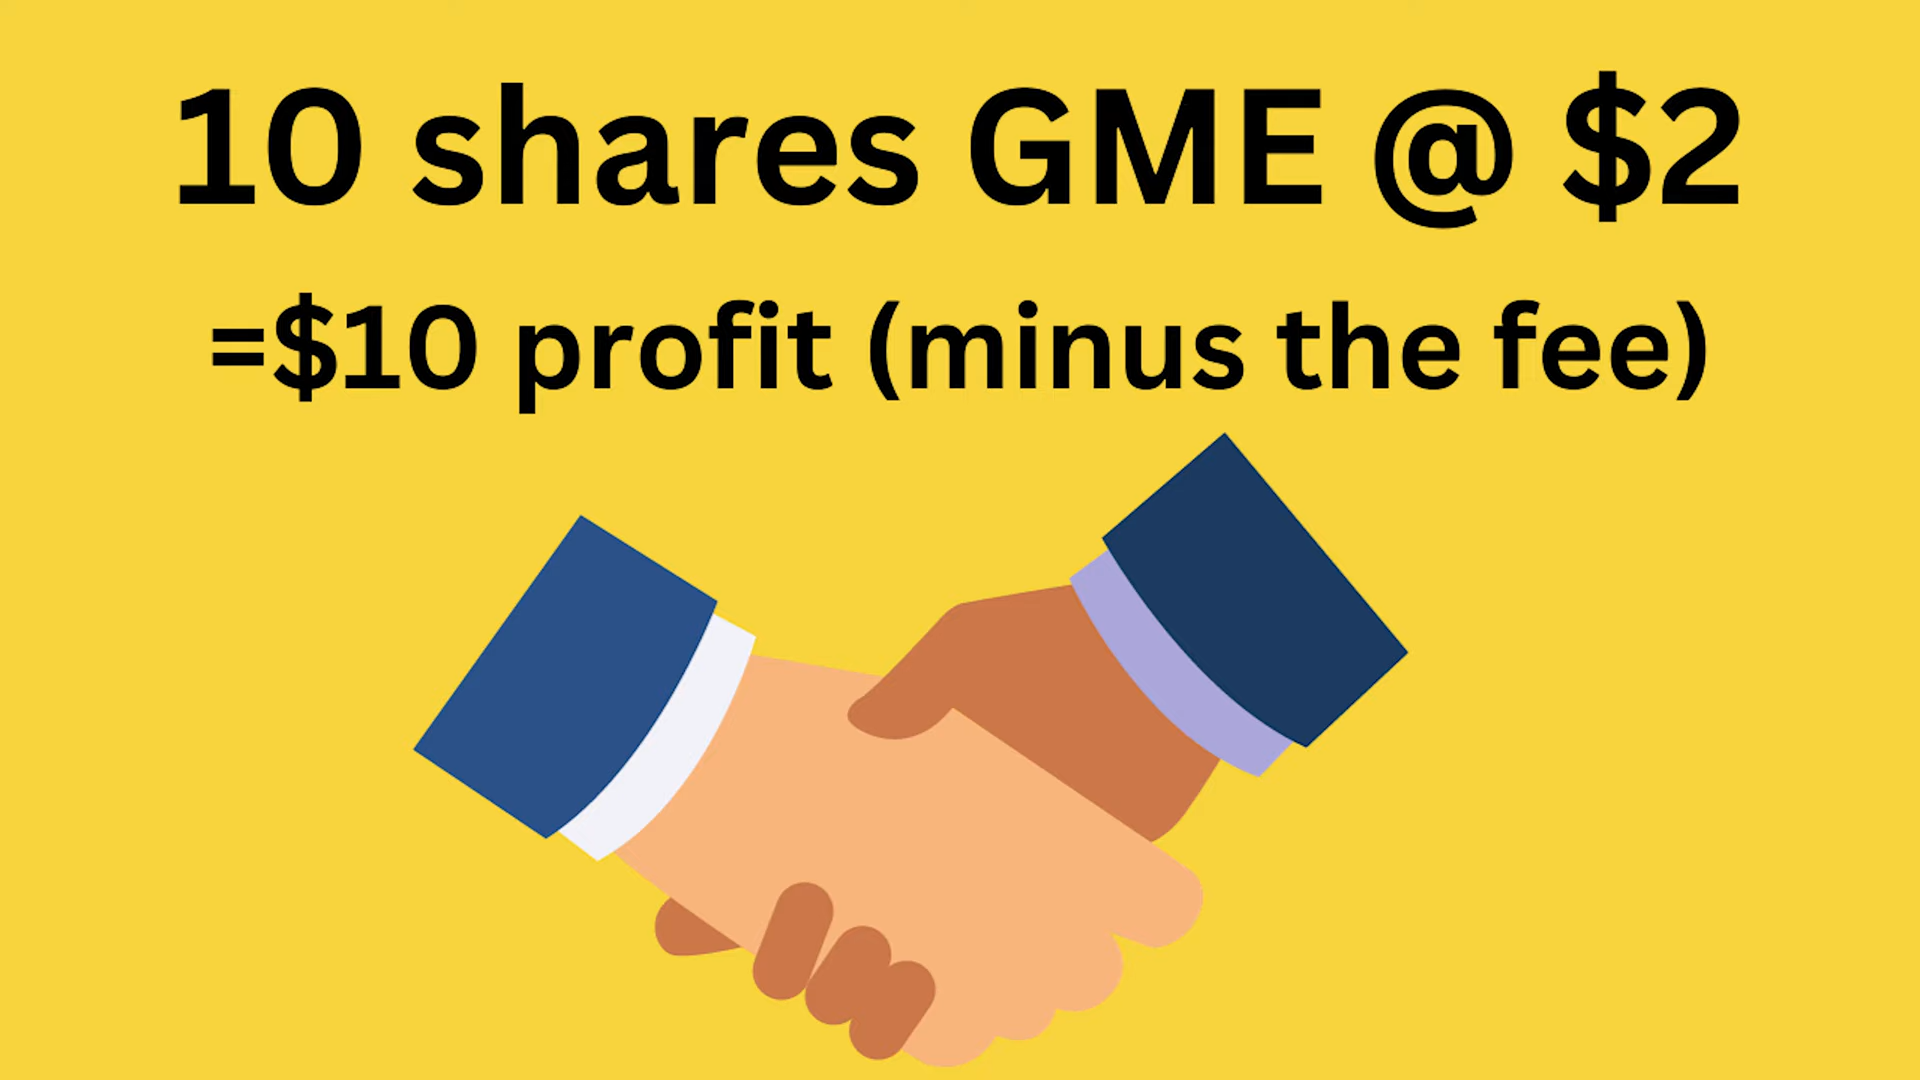 10 shares GME @ $2
=$10 profit (minus the fee)